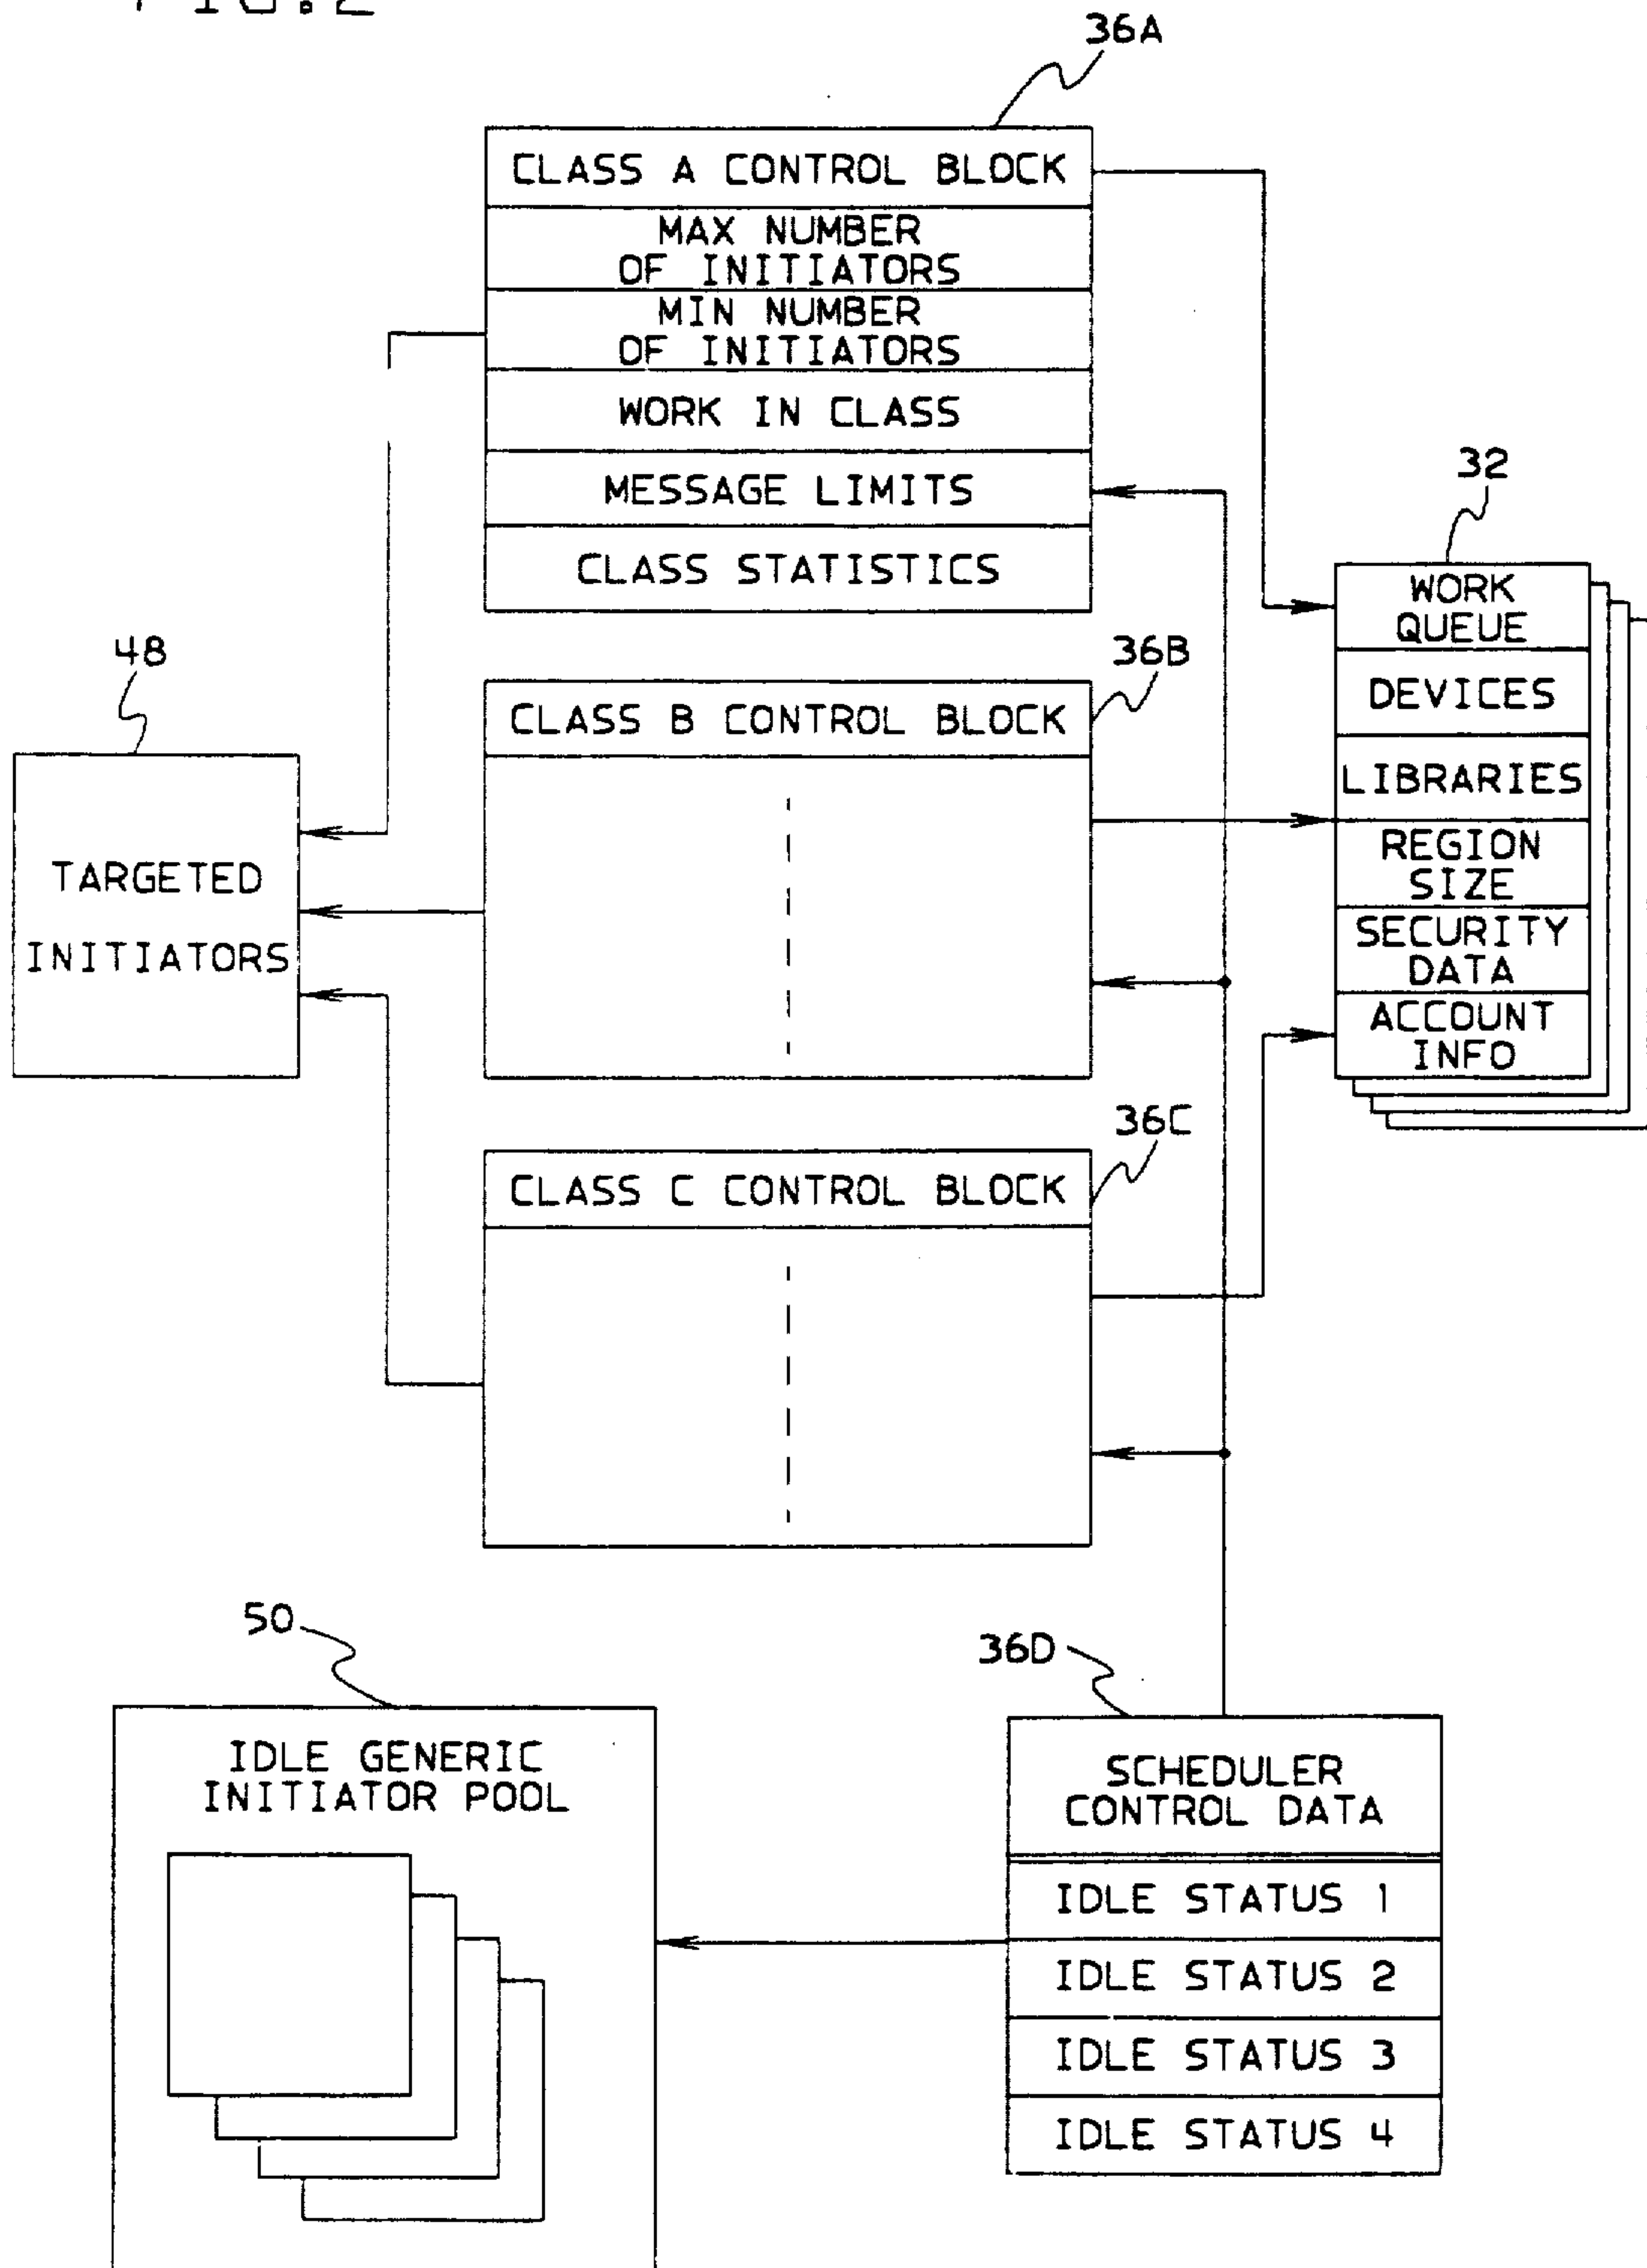 FIG.2
36A
CLASS A CONTROL BLOCK
MAX NUMBER
OF INITIATORS
MIN NUMBER
OF INITIATORS
WORK IN CLASS
MESSAGE LIMITS
CLASS STATISTICS
32
WORK
QUEUE
DEVICES
LIBRARIES
REGION
SIZE
SECURITY
DATA
ACCOUNT
INFO
48
TARGETED
INITIATORS
36B
CLASS B CONTROL BLOCK
36C
CLASS C CONTROL BLOCK
50
IDLE GENERIC
INITIATOR POOL
36D
SCHEDULER
CONTROL DATA
IDLE STATUS 1
IDLE STATUS 2
IDLE STATUS 3
IDLE STATUS 4